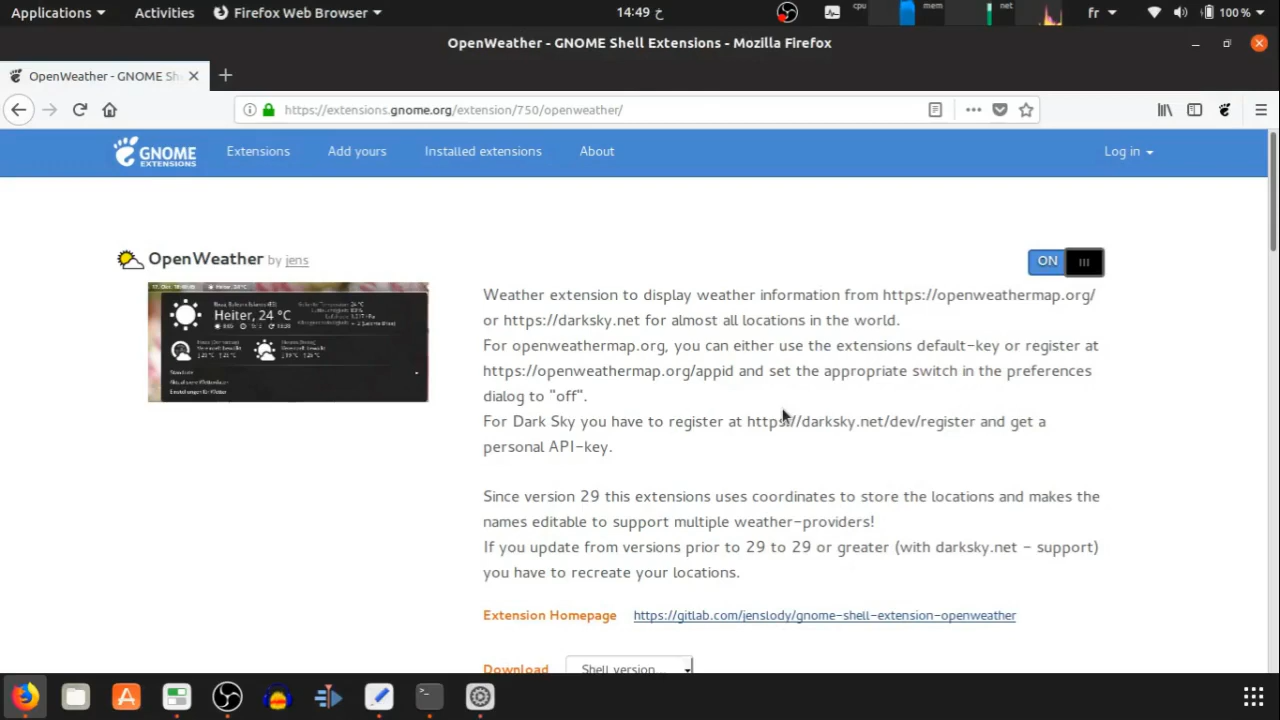 Applications
Activities
Firefox Web Browser
14:49 خ
cpu
mem
net
fr
100 %
OpenWeather - GNOME Shell Extensions - Mozilla Firefox
OpenWeather - GNOME Sh
https://extensions.gnome.org/extension/750/openweather/
GNOME EXTENSIONS
Extensions
Add yours
Installed extensions
About
Log in
OpenWeather by jens
ON
Heiter, 24 °C
Weather extension to display weather information from https://openweathermap.org/
or https://darksky.net for almost all locations in the world.
For openweathermap.org, you can either use the extensions default-key or register at
https://openweathermap.org/appid and set the appropriate switch in the preferences
dialog to "off".
For Dark Sky you have to register at https://darksky.net/dev/register and get a
personal API-key.
Since version 29 this extensions uses coordinates to store the locations and makes the
names editable to support multiple weather-providers!
If you update from versions prior to 29 to 29 or greater (with darksky.net - support)
you have to recreate your locations.
Extension Homepage https://gitlab.com/jenslody/gnome-shell-extension-openweather
Download Shell version...